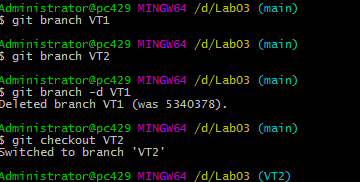 Administrator@pc429 MINGW64 /d/Lab03 (main)
$ git branch VT1
Administrator@pc429 MINGW64 /d/Lab03 (main)
$ git branch VT2
Administrator@pc429 MINGW64 /d/Lab03 (main)
$ git branch -d VT1
Deleted branch VT1 (was 5340378).
Administrator@pc429 MINGW64 /d/Lab03 (main)
$ git checkout VT2
Switched to branch 'VT2'
Administrator@pc429 MINGW64 /d/Lab03 (VT2)